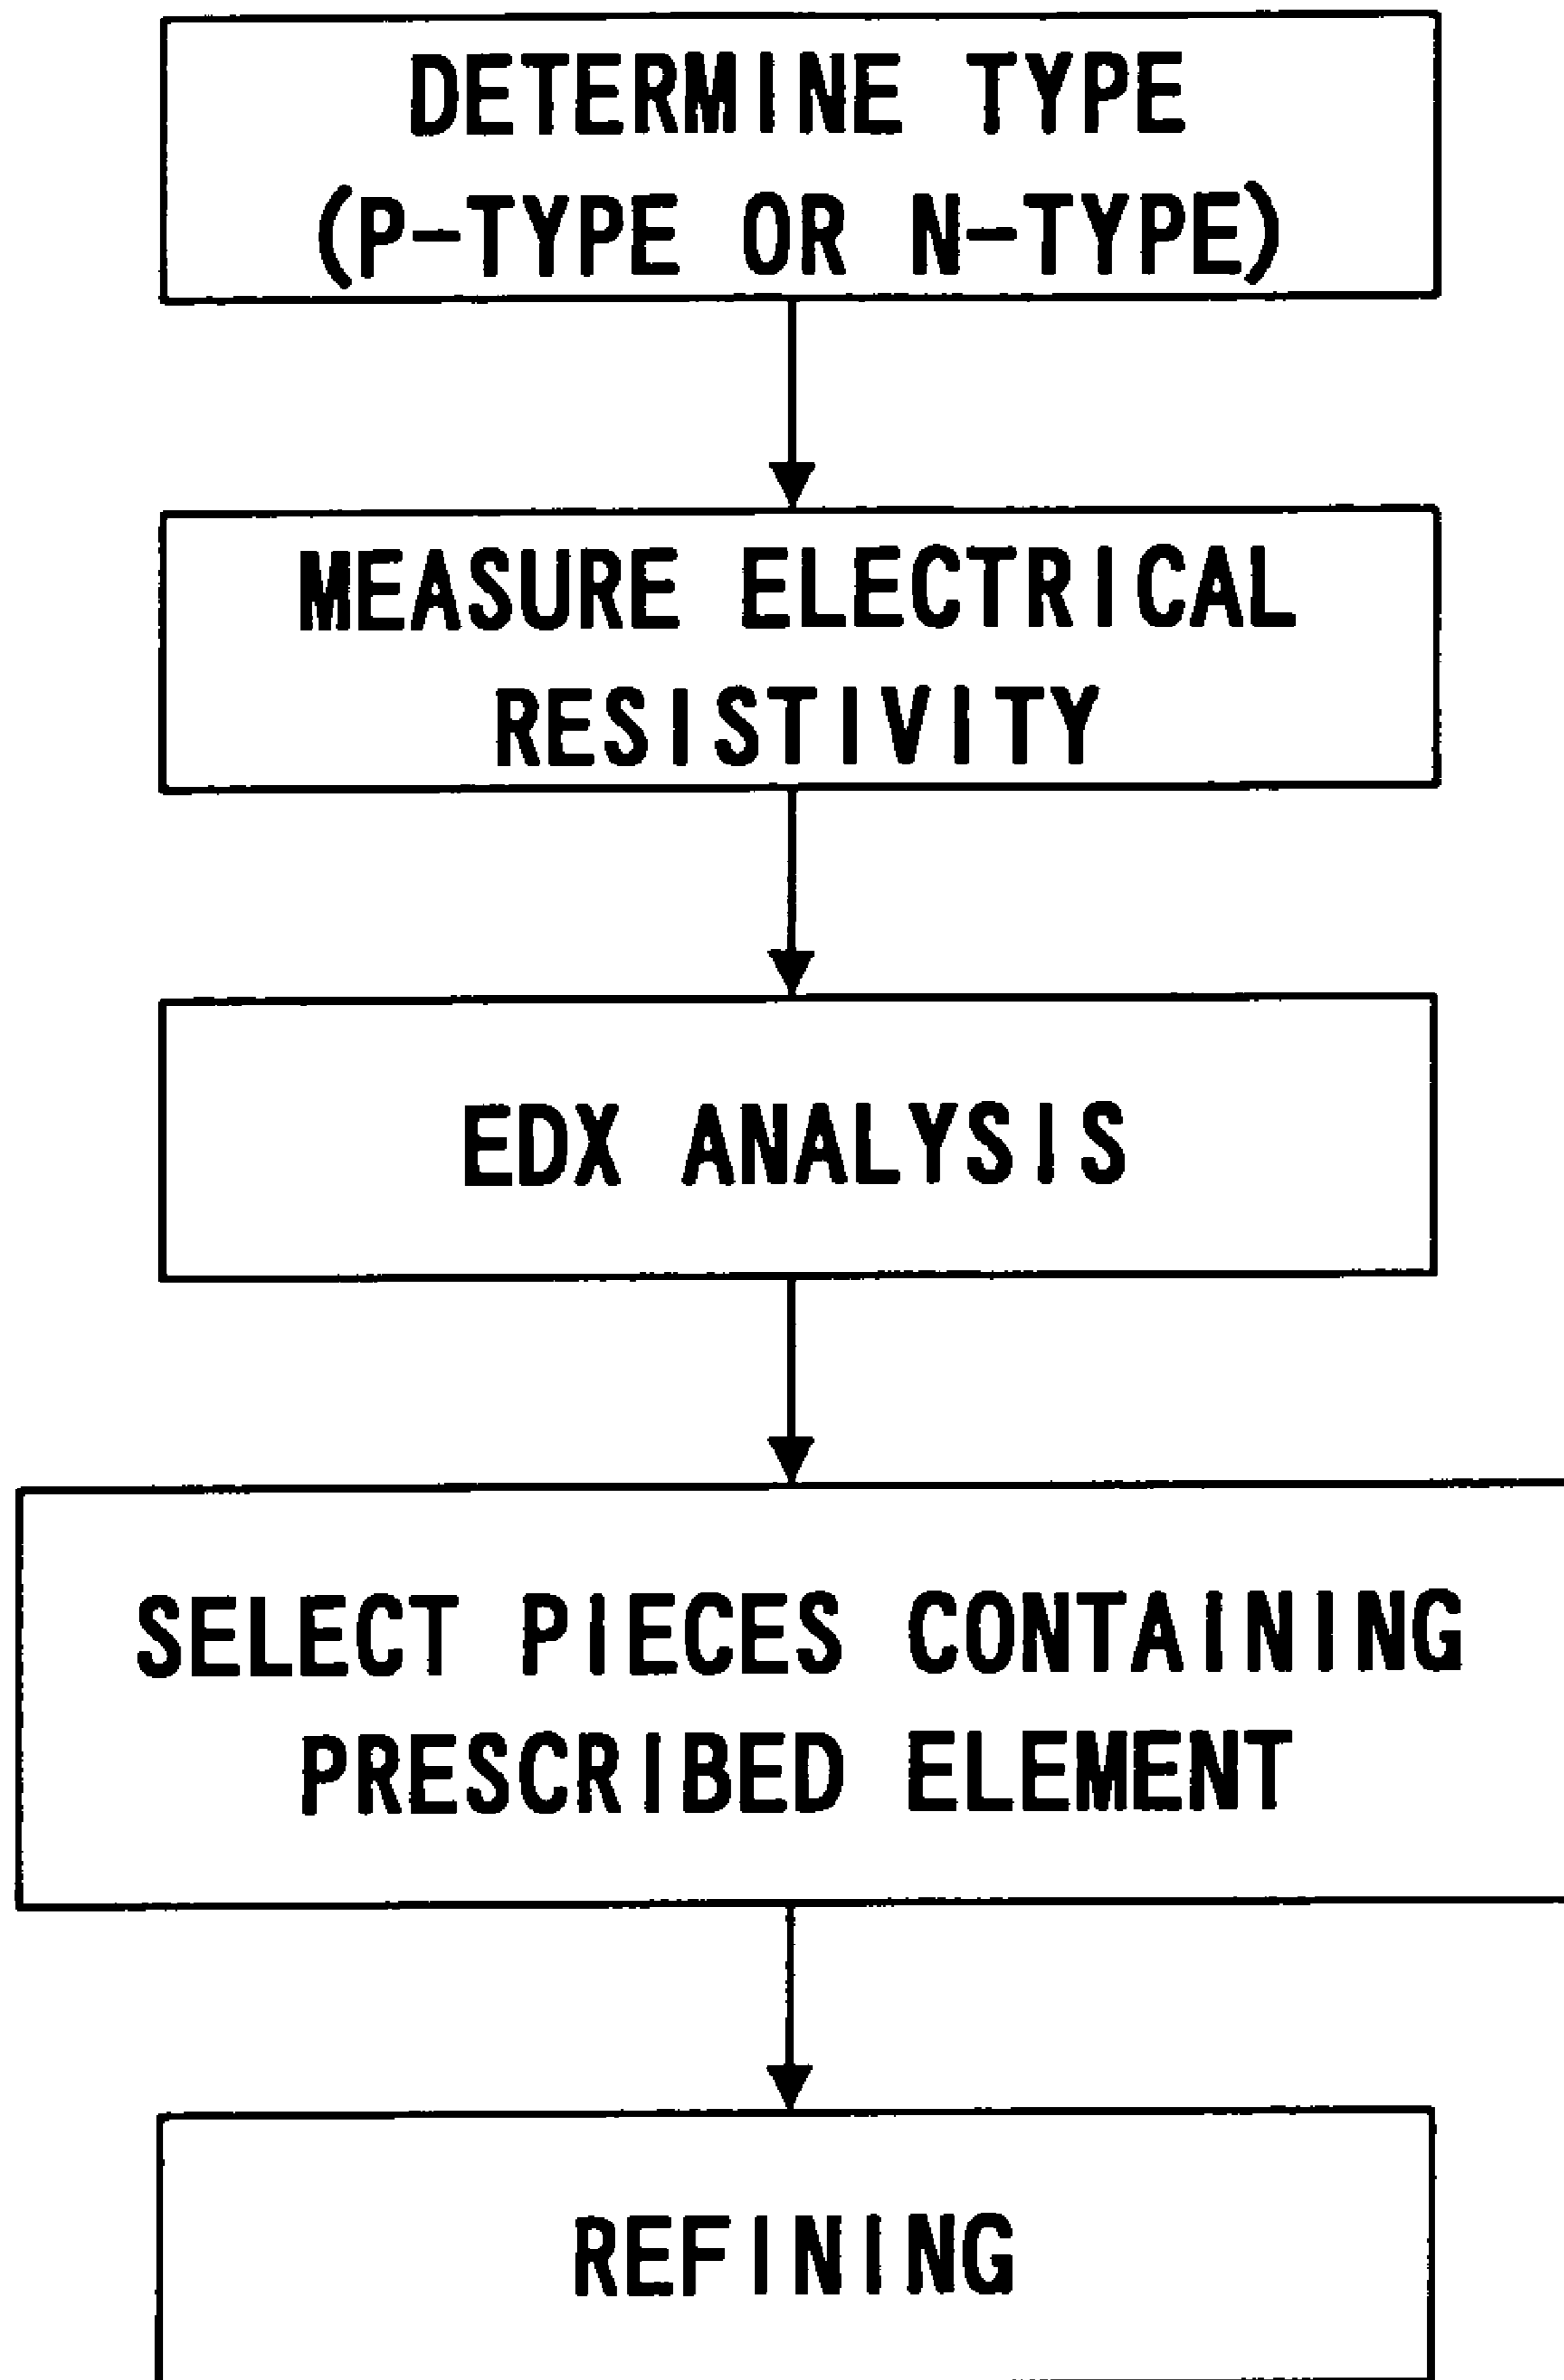 DETERMINE TYPE
(P-TYPE OR N-TYPE)
MEASURE ELECTRICAL
RESISTIVITY
EDX ANALYSIS
SELECT PIECES CONTAINING
PRESCRIBED ELEMENT
REFINING